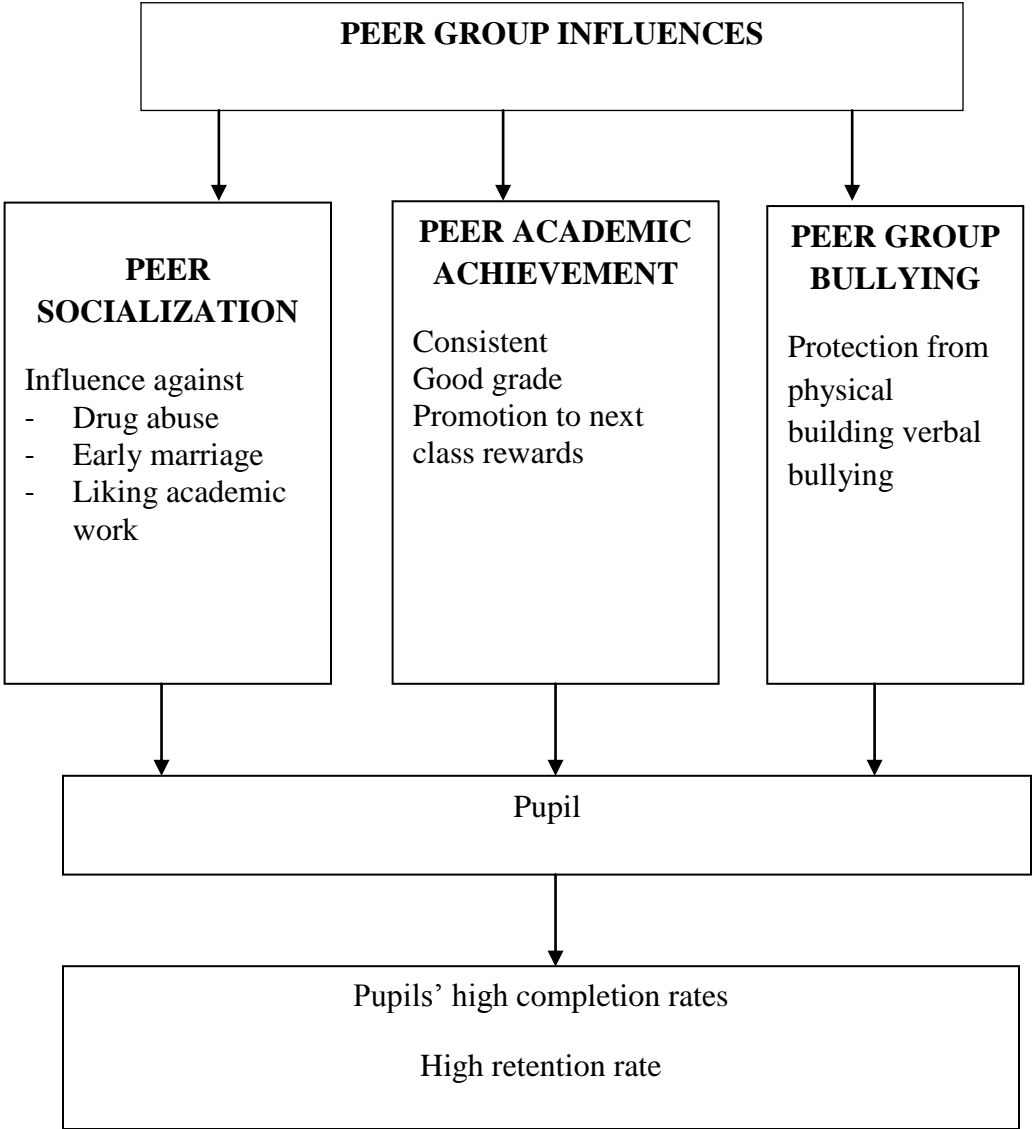 PEER GROUP INFLUENCES
PEER
SOCIALIZATION
Influence against
- Drug abuse
- Early marriage
- Liking academic
work
PEER ACADEMIC
ACHIEVEMENT
Consistent
Good grade
Promotion to next
class rewards
PEER GROUP
BULLYING
Protection from
physical
building verbal
bullying
Pupil
Pupils’ high completion rates
High retention rate